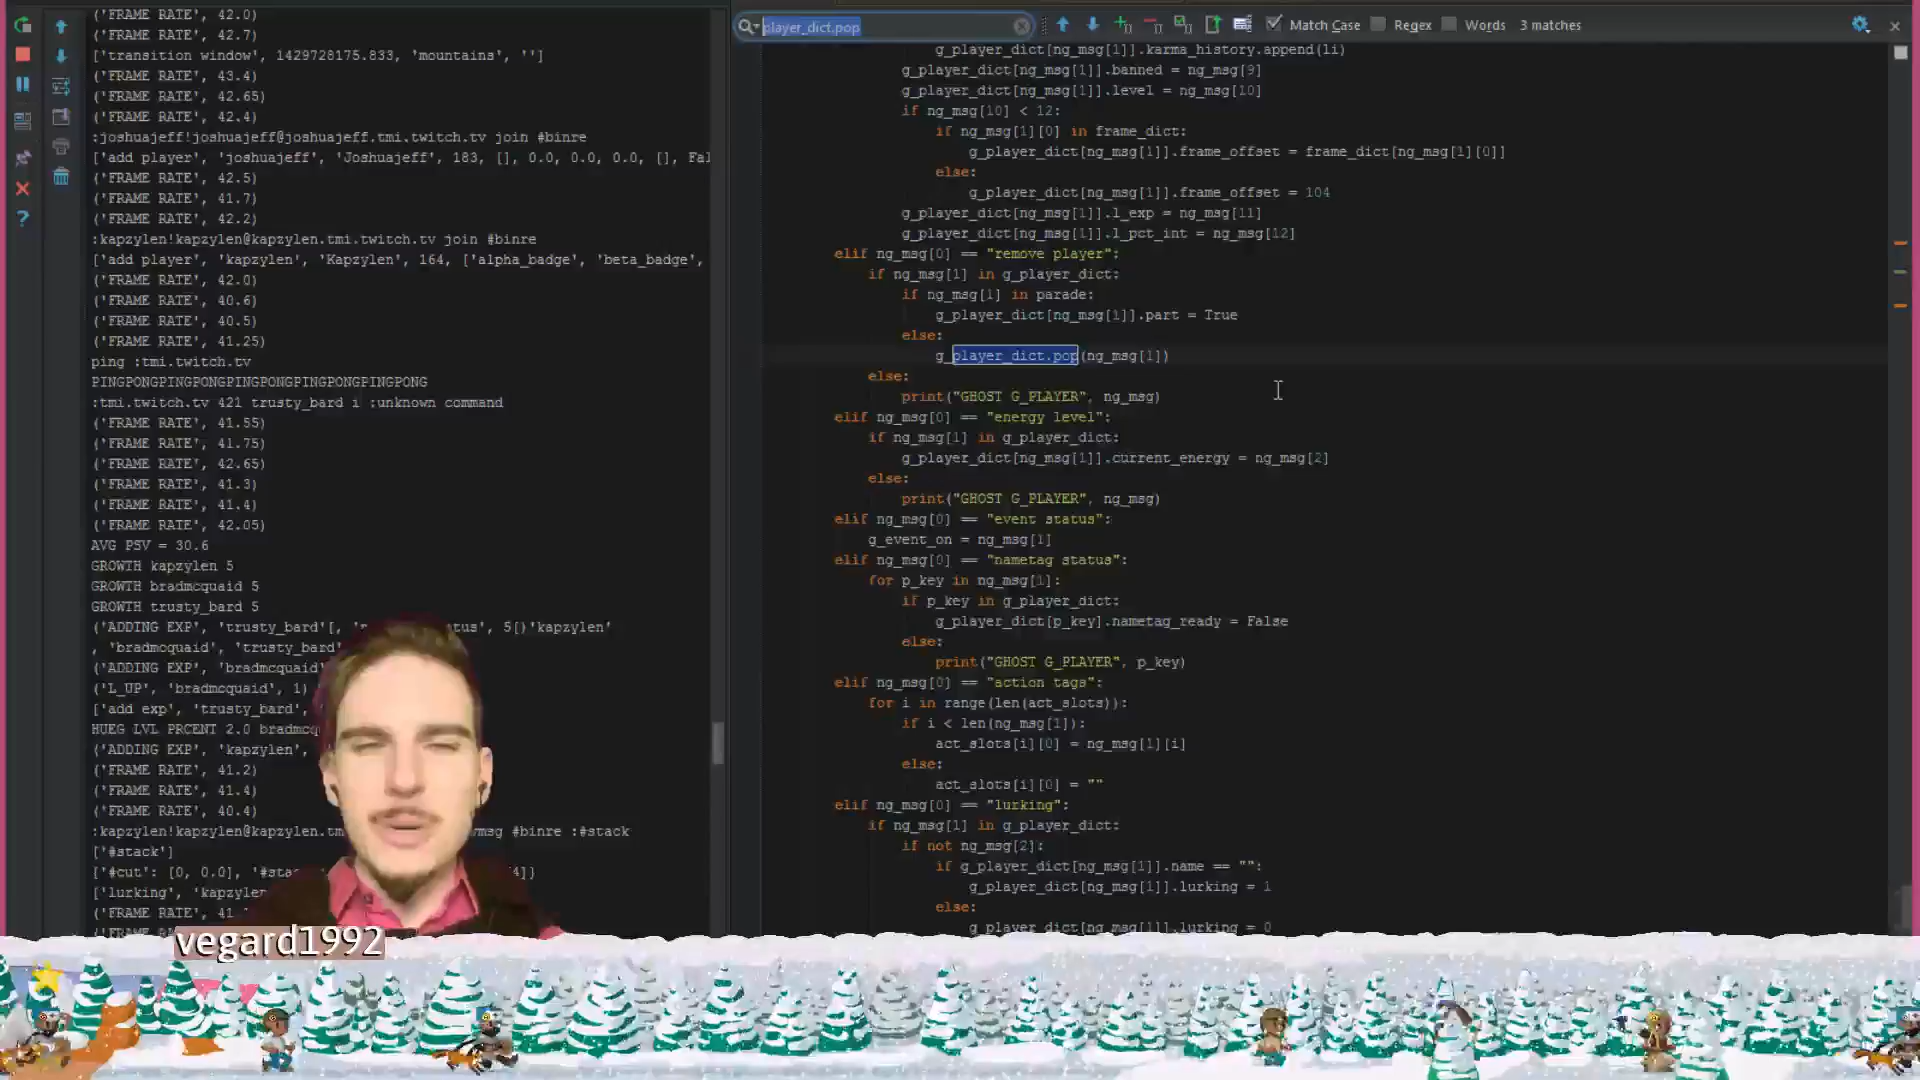 ('FRAME RATE', 42.0)
('FRAME RATE', 42.7)
['transition window', 1429728175.833, 'mountains', '']
('FRAME RATE', 43.4)
('FRAME RATE', 42.65)
('FRAME RATE', 42.4)
:joshuajeff!joshuajeff@joshuajeff.tmi.twitch.tv join #binre
['add player', 'joshuajeff', 'Joshuajeff', 183, [], 0.0, 0.0, 0.0, [], Fal
('FRAME RATE', 42.5)
('FRAME RATE', 41.7)
('FRAME RATE', 42.2)
:kapzylen!kapzylen@kapzylen.tmi.twitch.tv join #binre
['add player', 'kapzylen', 'Kapzylen', 164, ['alpha_badge', 'beta_badge',
('FRAME RATE', 42.0)
('FRAME RATE', 40.6)
('FRAME RATE', 40.5)
('FRAME RATE', 41.25)
ping :tmi.twitch.tv
PINGPONGPINGPONGPINGPONGPINGPONGPINGPONG
:tmi.twitch.tv 421 trusty_bard i :unknown command
('FRAME RATE', 41.55)
('FRAME RATE', 41.75)
('FRAME RATE', 42.65)
('FRAME RATE', 41.3)
('FRAME RATE', 41.4)
('FRAME RATE', 42.05)
AVG PSV = 30.6
GROWTH kapzylen 5
GROWTH bradmcquaid 5
GROWTH trusty_bard 5
('ADDING EXP', 'trusty_bard'[, 5[)'kapzylen'
, 'bradmcquaid', 'trusty_bard'
('ADDING EXP', 'bradmcquaid'
('L_UP', 'bradmcquaid', 1)
['add exp', 'trusty_bard',
HUEG LVL PRCENT 2.0
('ADDING EXP', 'kapzylen',
('FRAME RATE', 41.2)
('FRAME RATE', 41.4)
('FRAME RATE', 40.4)
:kapzylen!kapzylen@kapzylen.tm #binre :#stack
['#stack']
['#cut': [0, 0.0], 4]}
['lurking', 'kapzylen
('FRAME RATE', 41.
player_dict.pop
Match Case
Regex
Words
3 matches
g_player_dict[ng_msg[1]].karma_history.append(li)
g_player_dict[ng_msg[1]].banned = ng_msg[9]
g_player_dict[ng_msg[1]].level = ng_msg[10]
if ng_msg[10] < 12:
if ng_msg[1][0] in frame_dict:
g_player_dict[ng_msg[1]].frame_offset = frame_dict[ng_msg[1][0]]
else:
g_player_dict[ng_msg[1]].frame_offset = 104
g_player_dict[ng_msg[1]].l_exp = ng_msg[11]
g_player_dict[ng_msg[1]].l_pct_int = ng_msg[12]
elif ng_msg[0] == "remove player":
if ng_msg[1] in g_player_dict:
if ng_msg[1] in parade:
g_player_dict[ng_msg[1]].part = True
else:
g_player_dict.pop(ng_msg[1])
else:
print("GHOST G_PLAYER", ng_msg)
elif ng_msg[0] == "energy level":
if ng_msg[1] in g_player_dict:
g_player_dict[ng_msg[1]].current_energy = ng_msg[2]
else:
print("GHOST G_PLAYER", ng_msg)
elif ng_msg[0] == "event status":
g_event_on = ng_msg[1]
elif ng_msg[0] == "nametag status":
for p_key in ng_msg[1]:
if p_key in g_player_dict:
g_player_dict[p_key].nametag_ready = False
else:
print("GHOST G_PLAYER", p_key)
elif ng_msg[0] == "action tags":
for i in range(len(act_slots)):
if i < len(ng_msg[1]):
act_slots[i][0] = ng_msg[1][i]
else:
act_slots[i][0] = ""
elif ng_msg[0] == "lurking":
if ng_msg[1] in g_player_dict:
if not ng_msg[2]:
if g_player_dict[ng_msg[1]].name == "":
g_player_dict[ng_msg[1]].lurking = 1
else:
g_player_dict[ng_msg[1]].lurking = 0
vegard1992